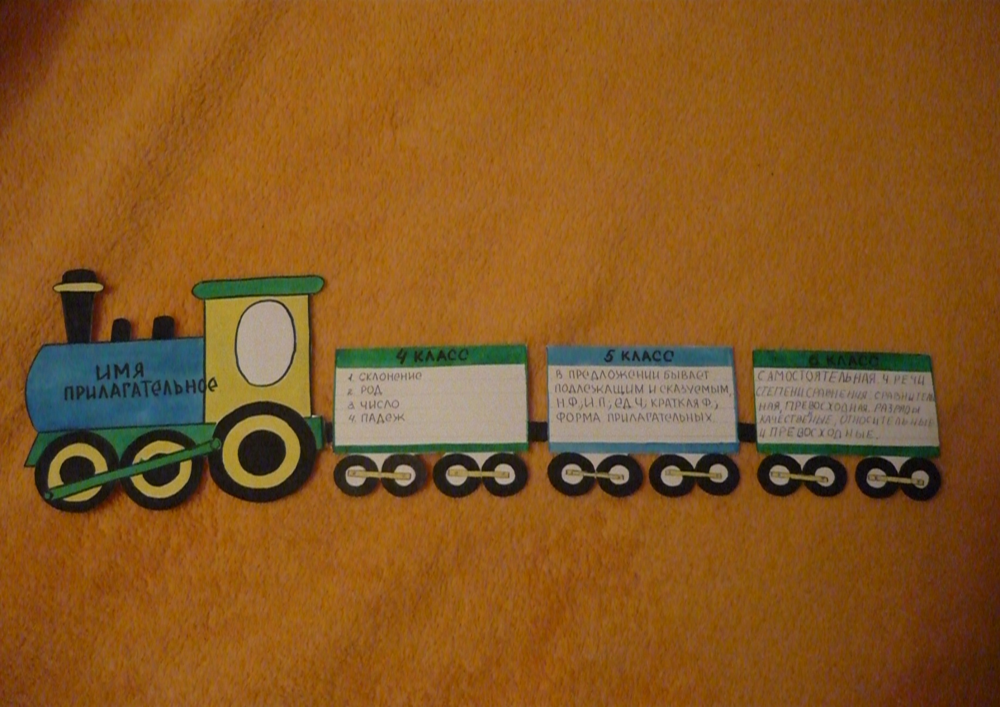 ИМЯ
ПРИЛАГАТЕЛЬНОЕ
4 КЛАСС
1. СКЛОНЕНИЕ
2. РОД
3. ЧИСЛО
4. ПАДЕЖ
5 КЛАСС
В ПРЕДЛОЖЕНИИ БЫВАЕТ
ПОДЛЕЖАЩИМ И СКАЗУЕМЫМ,
Н.Ф.; И.П.; ЕД.Ч; КРАТКАЯ Ф.;
ФОРМА ПРИЛАГАТЕЛЬНЫХ.
6 КЛАСС
САМОСТОЯТЕЛЬНАЯ. Ч. РЕЧИ
СТЕПЕНИ СРАВНЕНИЯ: СРАВНИТЕЛЬ
НАЯ, ПРЕВОСХОДНАЯ. РАЗРЯДЫ
КАЧЕСТВЕННЫЕ, ОТНОСИТЕЛЬНЫЕ
И ПРЕВОСХОДНЫЕ.